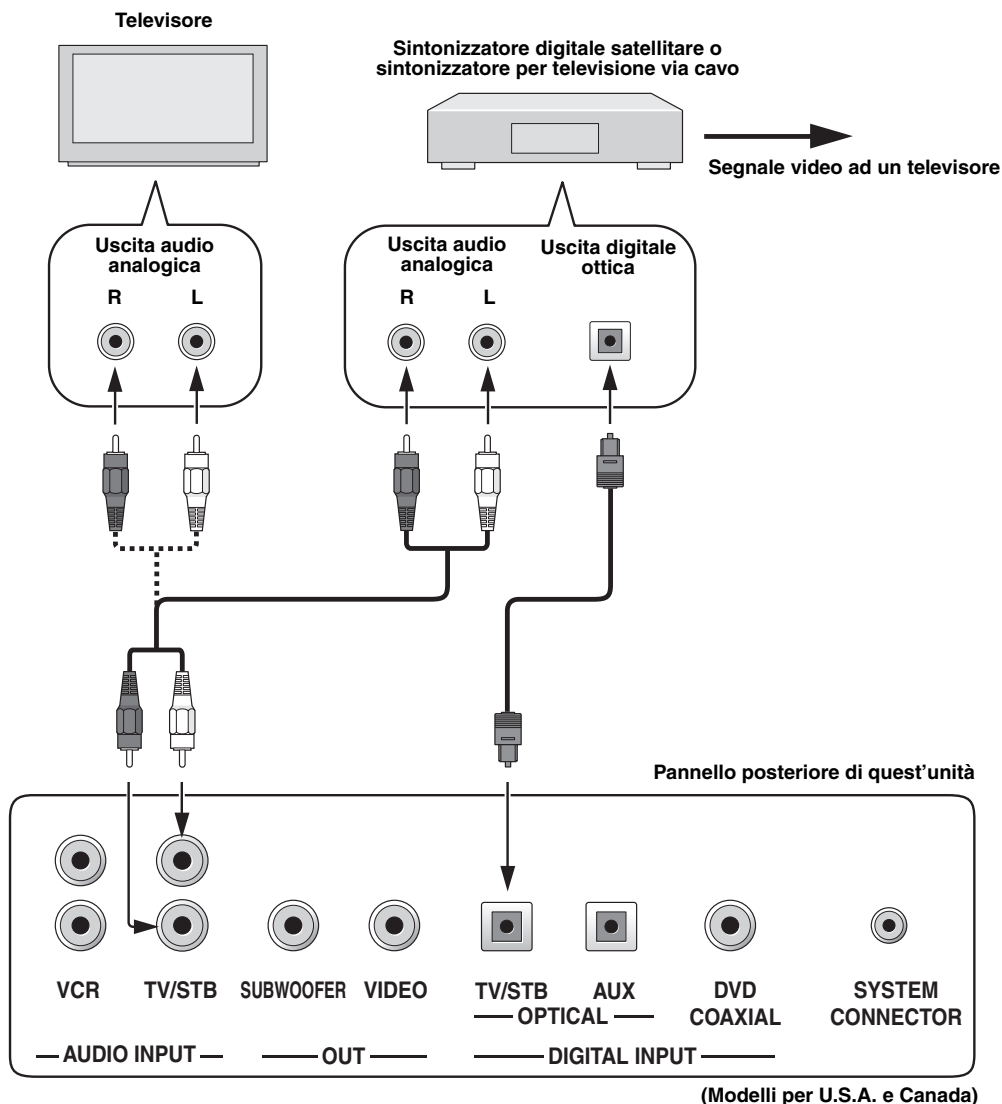 Televisore
Sintonizzatore digitale satellitare o
sintonizzatore per televisione via cavo
Segnale video ad un televisore
Uscita audio
analogica
R L
Uscita audio
analogica
R L
Uscita digitale
ottica
Pannello posteriore di quest'unità
VCR TV/STB SUBWOOFER VIDEO TV/STB AUX DVD SYSTEM
OPTICAL COAXIAL CONNECTOR
AUDIO INPUT OUT DIGITAL INPUT
(Modelli per U.S.A. e Canada)